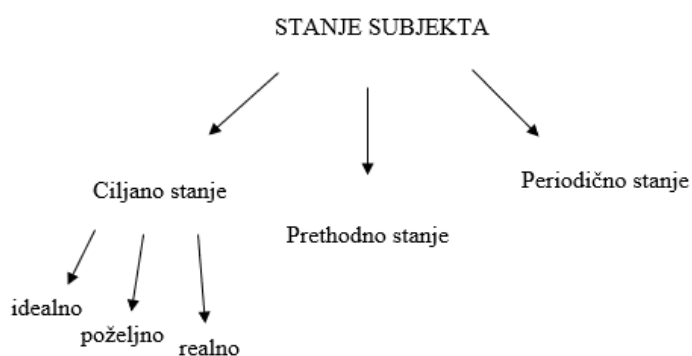 STANJE SUBJEKTA
Ciljano stanje
Prethodno stanje
Periodično stanje
idealno
poželjno
realno